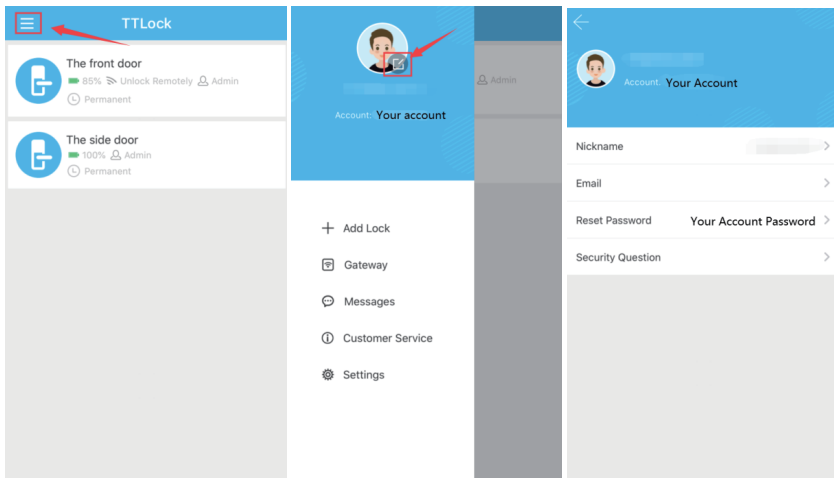 TTLock
The front door
85% Unlock Remotely Admin
Permanent
The side door
100% Admin
Permanent
Admin
Account: Your account
Add Lock
Gateway
Messages
Customer Service
Settings
Account: Your Account
Nickname
Email
Reset Password Your Account Password
Security Question